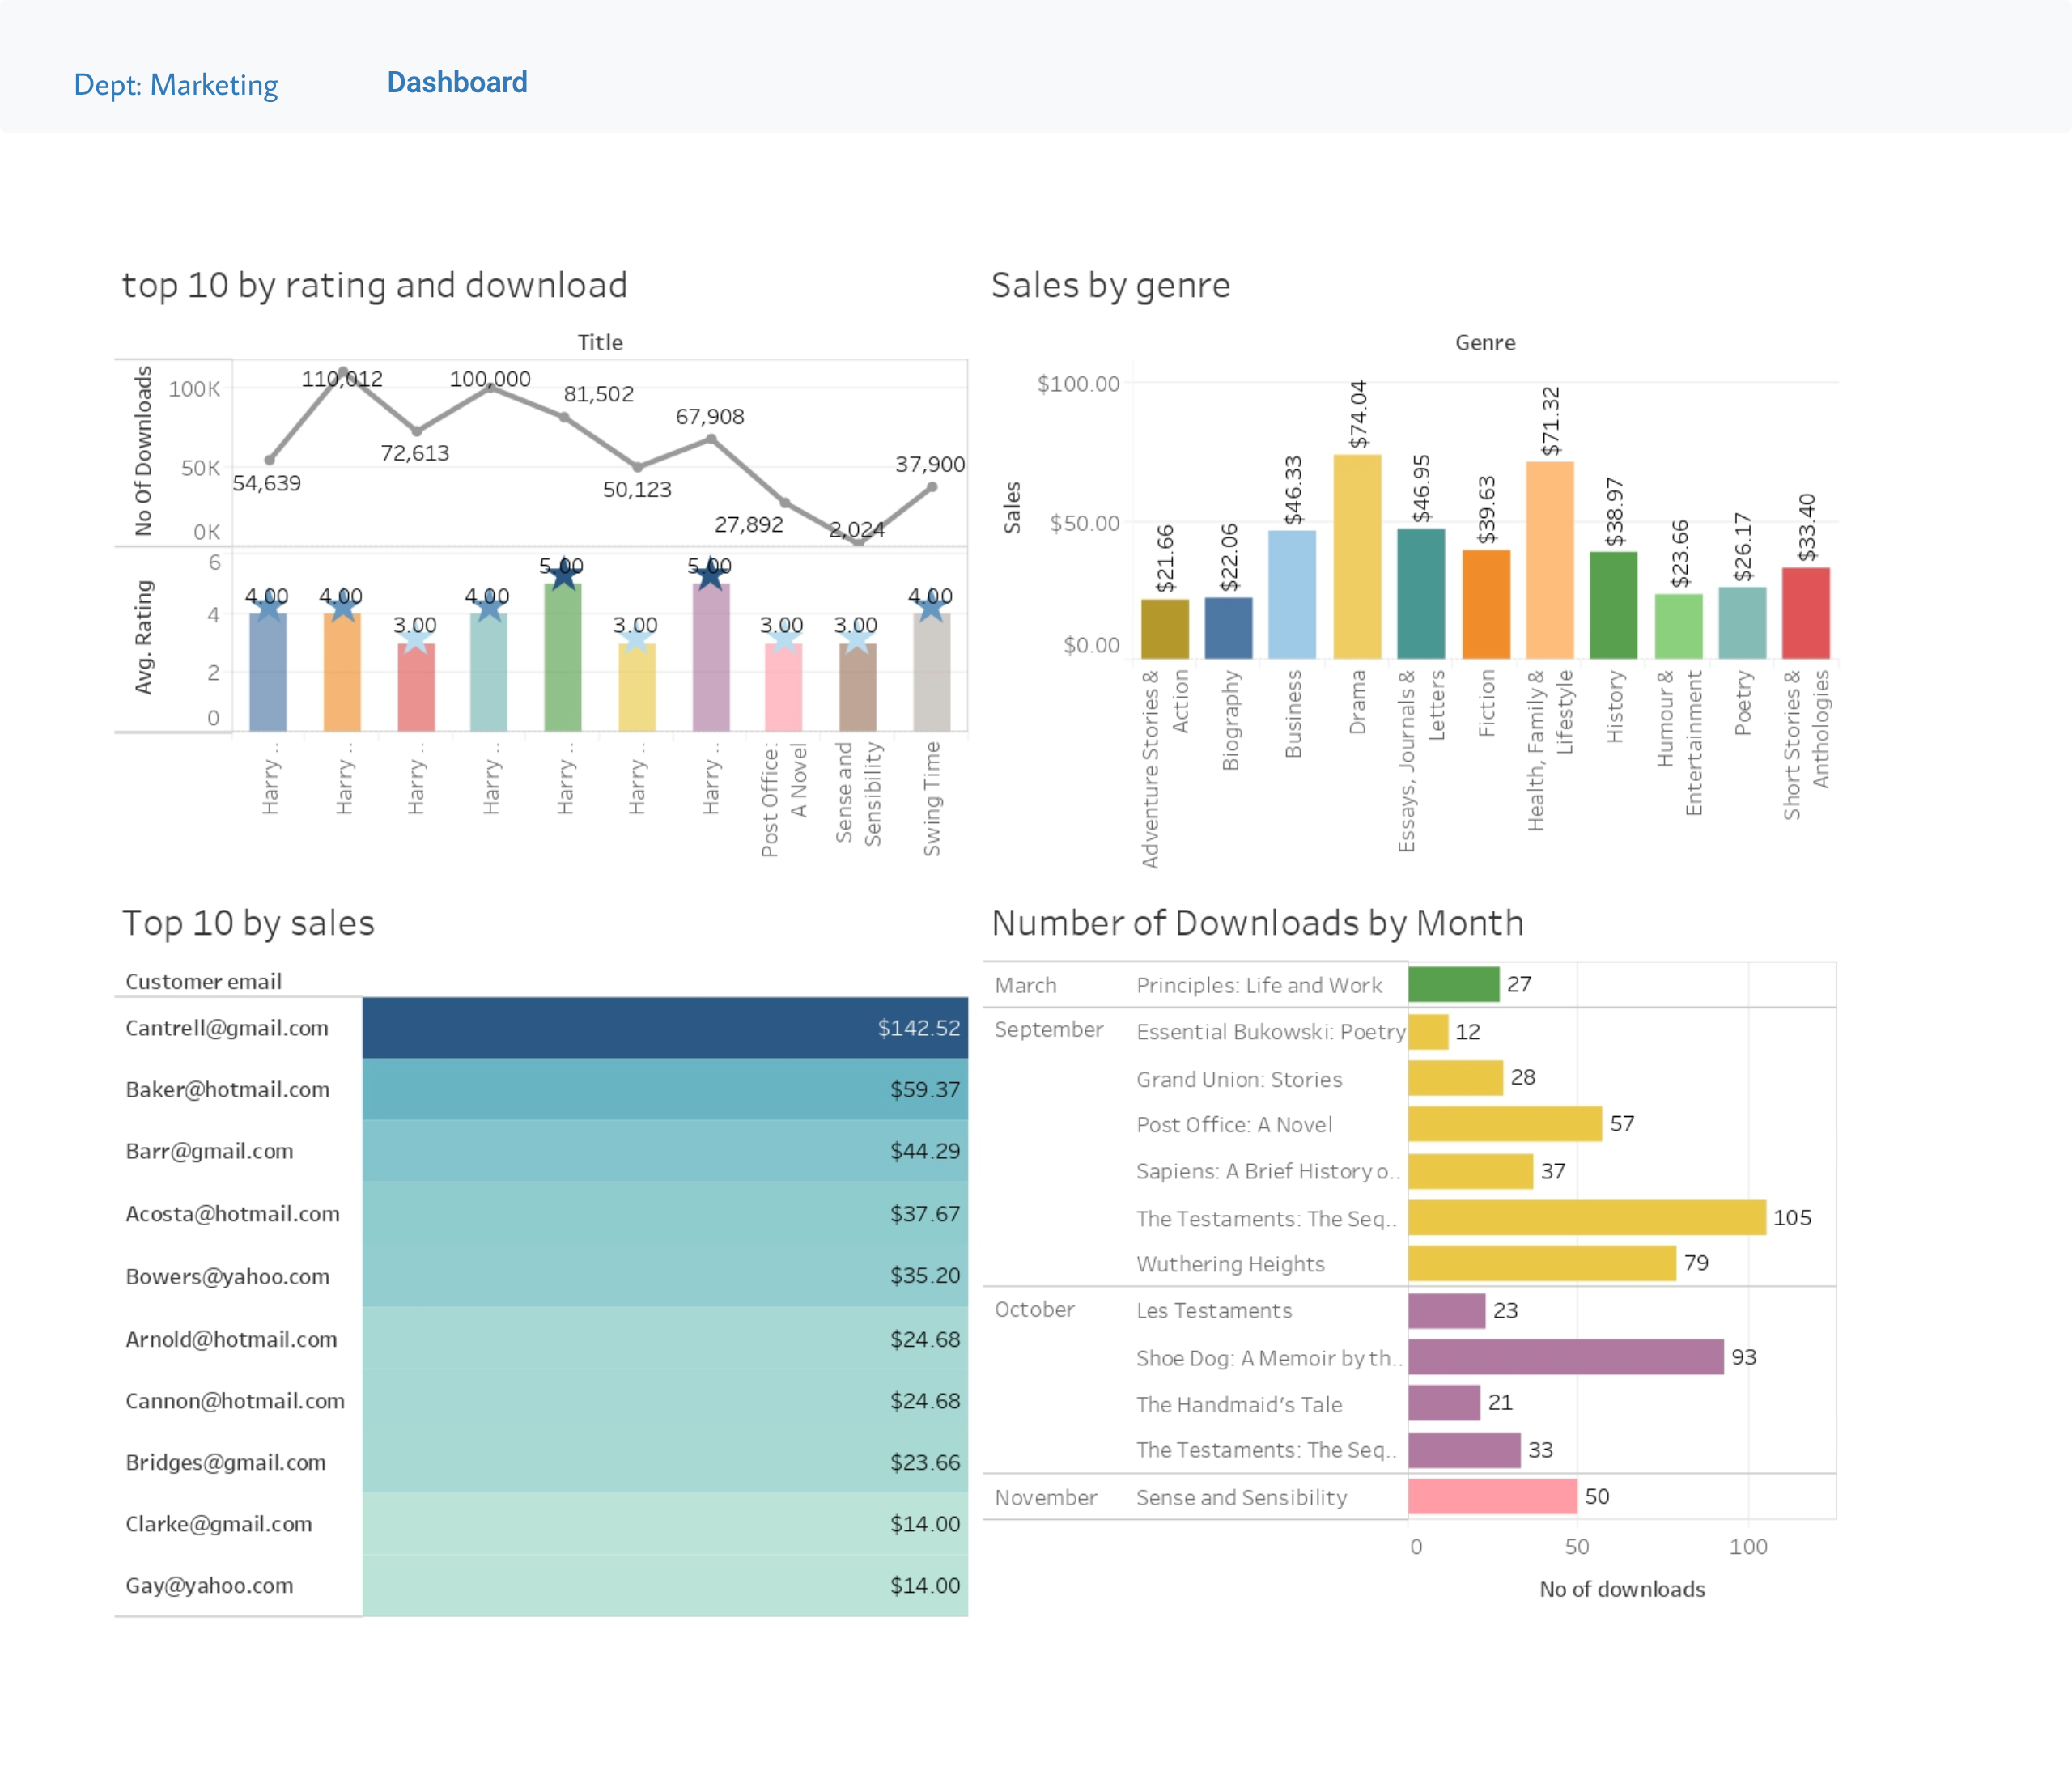 Dept: Marketing
Dashboard
top 10 by rating and download
Title
No Of Downloads
100K
50K
0K
54,639
110,012
72,613
100,000
81,502
50,123
67,908
27,892
2,024
37,900
Avg. Rating
6
4
2
0
4.00
4.00
3.00
4.00
5.00
3.00
5.00
3.00
3.00
4.00
Harry ..
Harry ..
Harry ..
Harry ..
Harry ..
Harry ..
Harry ..
Post Office:
A Novel
Sense and
Sensibility
Swing Time
Sales by genre
Genre
Sales
$100.00
$50.00
$0.00
$21.66
$22.06
$46.33
$74.04
$46.95
$39.63
$71.32
$38.97
$23.66
$26.17
$33.40
Adventure Stories &
Action
Biography
Business
Drama
Essays, Journals &
Letters
Fiction
Health, Family &
Lifestyle
History
Humour &
Entertainment
Poetry
Short Stories &
Anthologies
Top 10 by sales
Customer email
Cantrell@gmail.com $142.52
Baker@hotmail.com $59.37
Barr@gmail.com $44.29
Acosta@hotmail.com $37.67
Bowers@yahoo.com $35.20
Arnold@hotmail.com $24.68
Cannon@hotmail.com $24.68
Bridges@gmail.com $23.66
Clarke@gmail.com $14.00
Gay@yahoo.com $14.00
Number of Downloads by Month
March Principles: Life and Work 27
September Essential Bukowski: Poetry 12
Grand Union: Stories 28
Post Office: A Novel 57
Sapiens: A Brief History o.. 37
The Testaments: The Seq.. 105
Wuthering Heights 79
October Les Testaments 23
Shoe Dog: A Memoir by th.. 93
The Handmaid's Tale 21
The Testaments: The Seq.. 33
November Sense and Sensibility 50
0 50 100
No of downloads